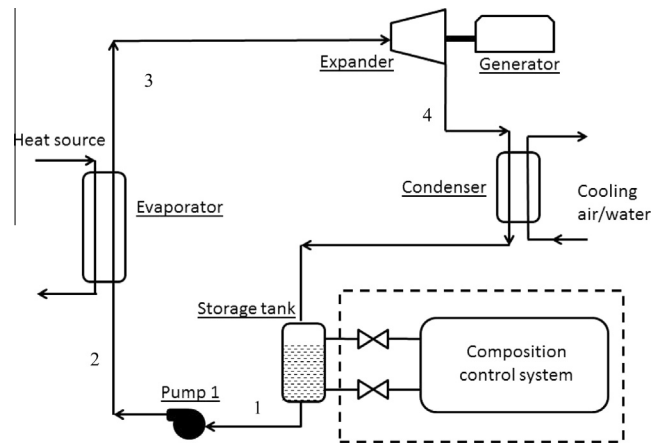 Expander
Generator
3
4
Heat source
Condenser
Cooling
air/water
Evaporator
Storage tank
Composition
control system
2
Pump 1
1